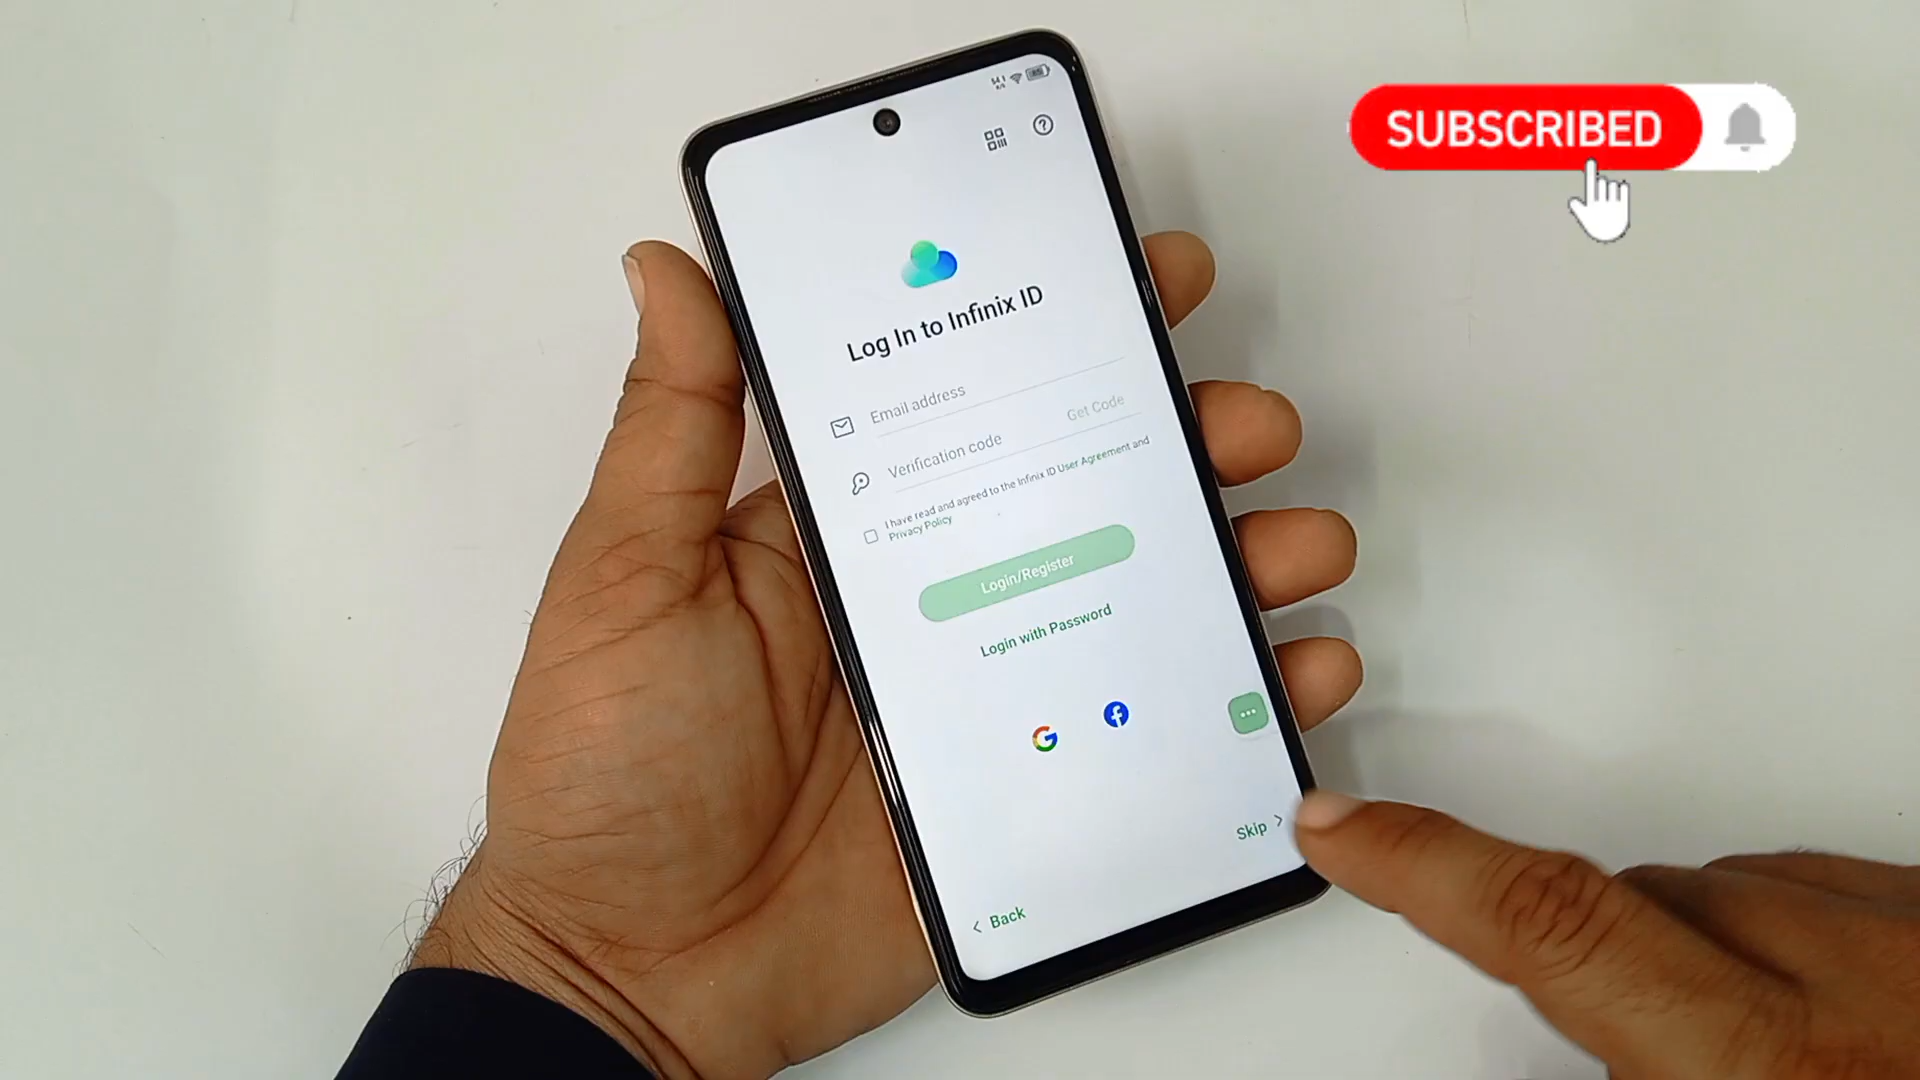 SUBSCRIBED
Log In to Infinix ID
Email address
Verification code Get Code
I have read and agreed to the Infinix ID User Agreement and
Privacy Policy
Login/Register
Login with Password
Skip >
< Back